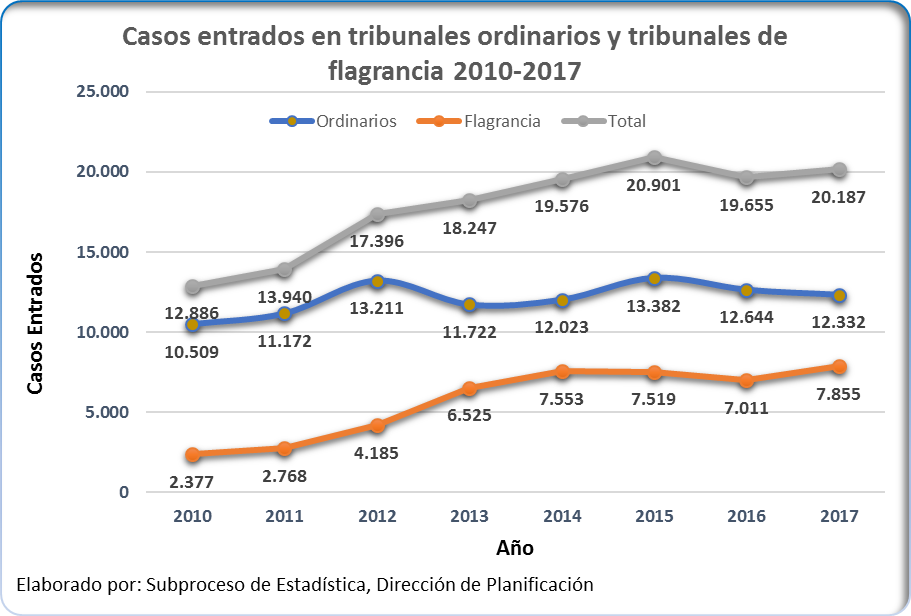 Casos entrados en tribunales ordinarios y tribunales de
flagrancia 2010-2017
25.000
Ordinarios Flagrancia Total
20.000
15.000
10.000
5.000
0
Casos Entrados
12.886 13.940 17.396 18.247 19.576 20.901 19.655 20.187
10.509 11.172 13.211 11.722 12.023 13.382 12.644 12.332
2.377 2.768 4.185 6.525 7.553 7.519 7.011 7.855
2010 2011 2012 2013 2014 2015 2016 2017
Año
Elaborado por: Subproceso de Estadística, Dirección de Planificación